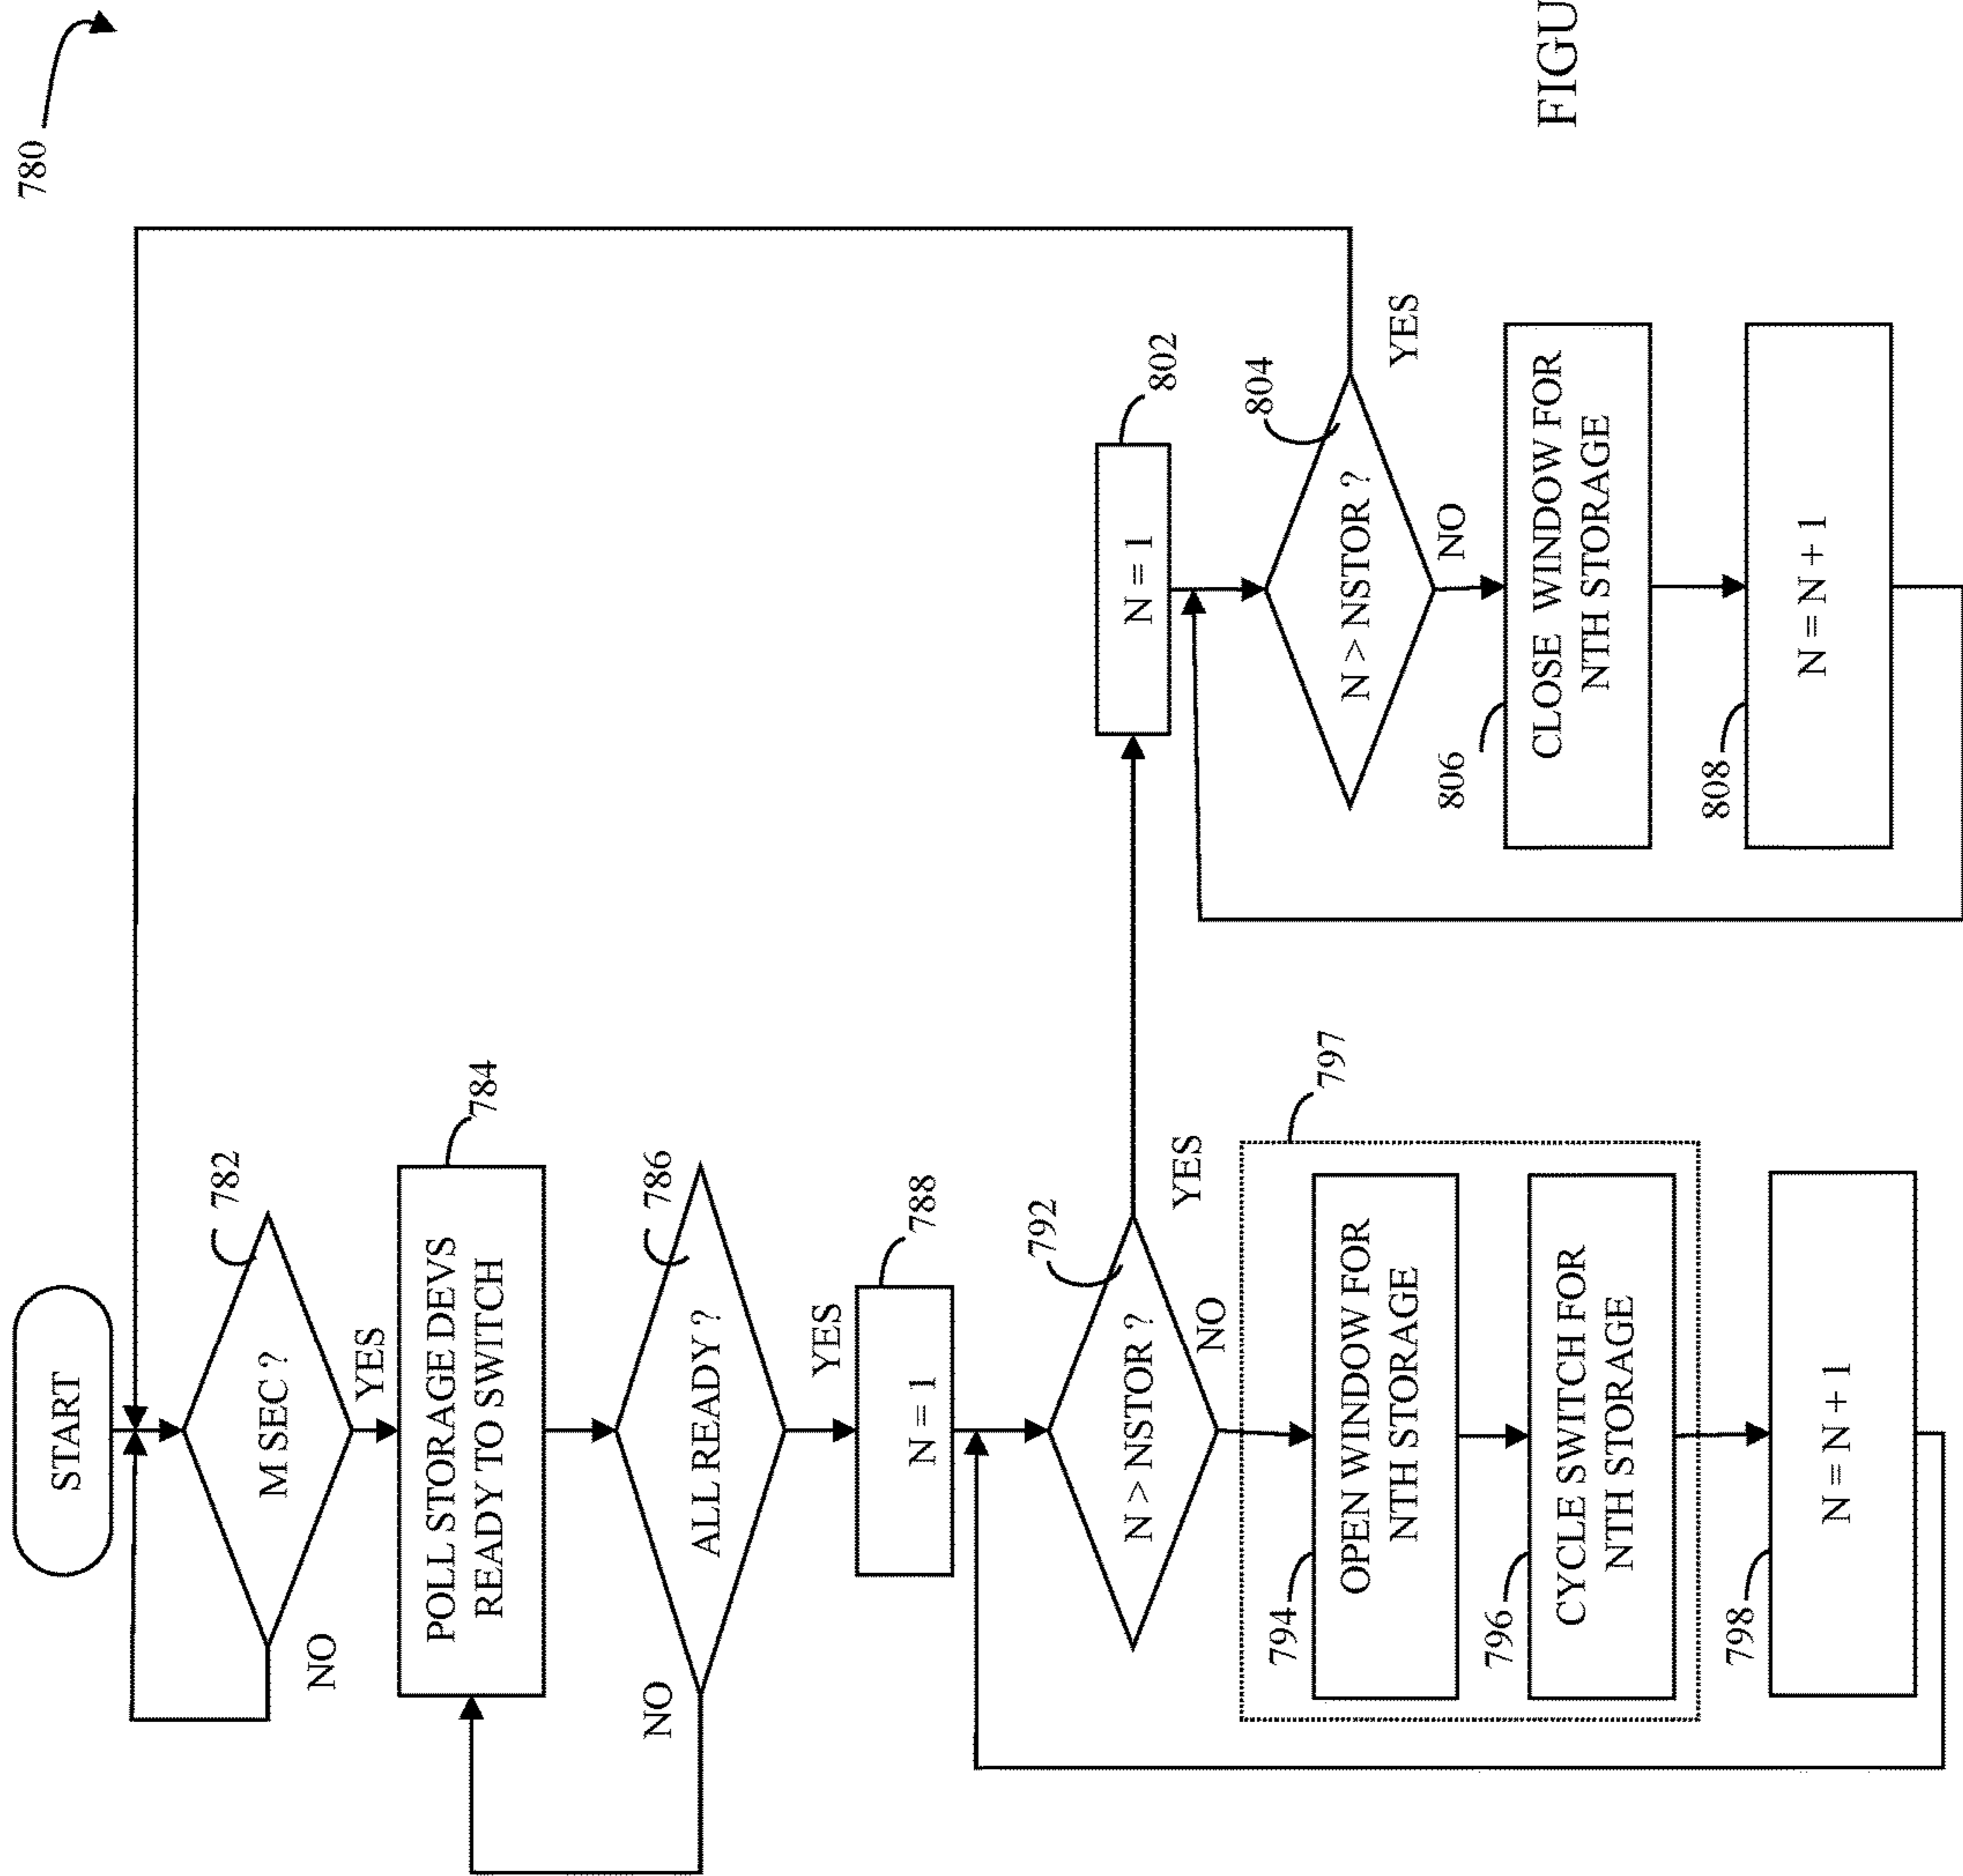 780
START
782
M SEC ?
NO
YES
784
POLL STORAGE DEVS
READY TO SWITCH
786
ALL READY ?
NO
YES
788
N = 1
792
N > NSTOR ?
YES
NO
797
794
OPEN WINDOW FOR
NTH STORAGE
796
CYCLE SWITCH FOR
NTH STORAGE
798
N = N + 1
802
N = 1
804
N > NSTOR ?
YES
NO
806
CLOSE WINDOW FOR
NTH STORAGE
808
N = N + 1
FIGU